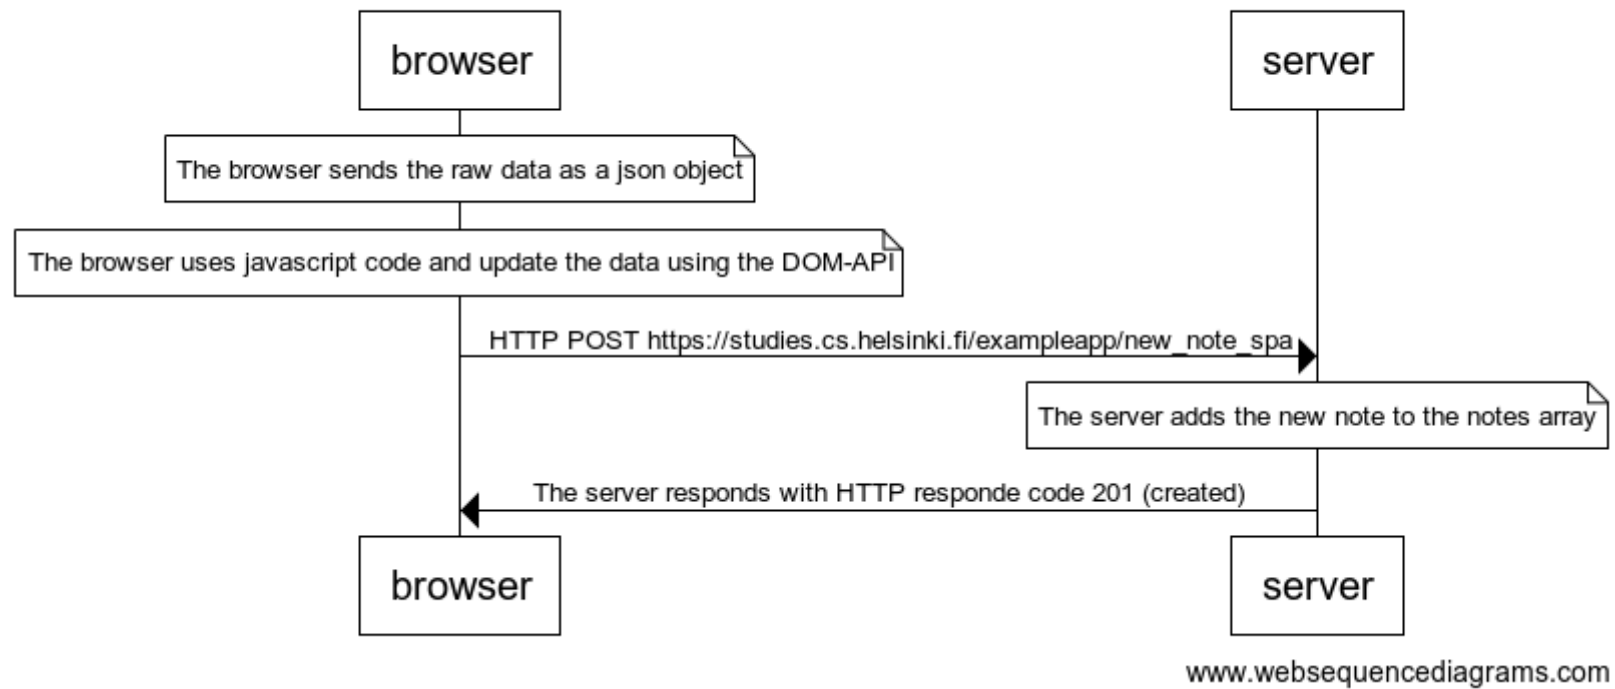 browser
server
The browser sends the raw data as a json object
The browser uses javascript code and update the data using the DOM-API
HTTP POST https://studies.cs.helsinki.fi/exampleapp/new_note_spa
The server adds the new note to the notes array
The server responds with HTTP responde code 201 (created)
browser
server
www.websequencediagrams.com